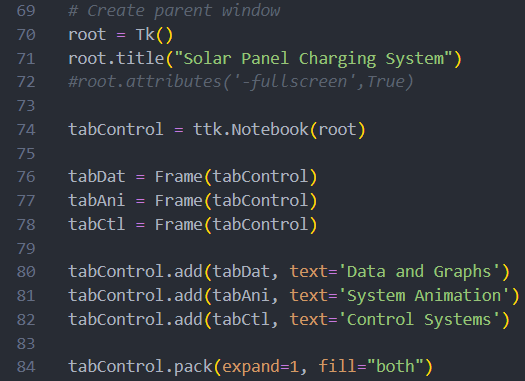 69 # Create parent window
70 root = Tk()
71 root.title("Solar Panel Charging System")
72 #root.attributes('-fullscreen',True)
73
74 tabControl = ttk.Notebook(root)
75
76 tabDat = Frame(tabControl)
77 tabAni = Frame(tabControl)
78 tabCtl = Frame(tabControl)
79
80 tabControl.add(tabDat, text='Data and Graphs')
81 tabControl.add(tabAni, text='System Animation')
82 tabControl.add(tabCtl, text='Control Systems')
83
84 tabControl.pack(expand=1, fill="both")